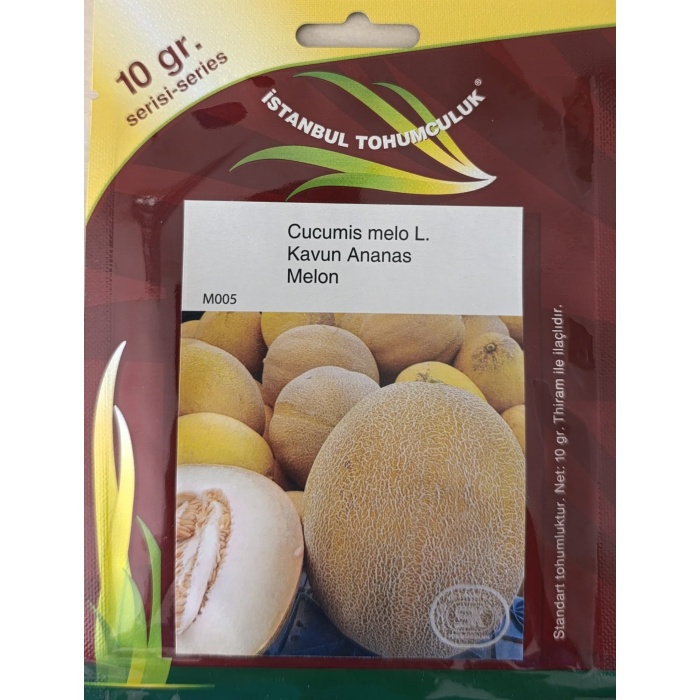 10 gr.
serisi-series
İSTANBUL TOHUMCULUK®
Cucumis melo L.
Kavun Ananas
Melon
M005
Standart tohumluktur. Net: 10 gr. Thiram ile ilaçlıdır.